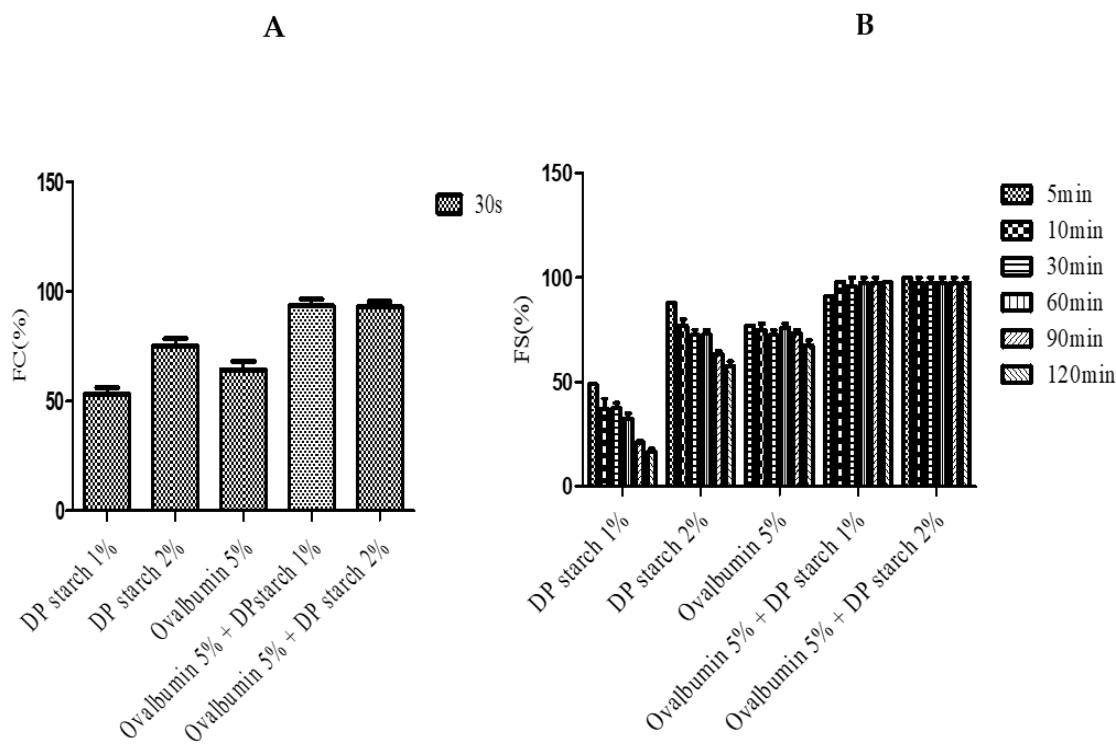 A
B
150
100
50
0
FC(%)
30s
DP starch 1%
DP starch 2%
Ovalbumin 5%
Ovalbumin 5% + DPstarch 1%
Ovalbumin 5% + DP starch 2%
150
100
50
0
FS(%)
5min
10min
30min
60min
90min
120min
DP starch 1%
DP starch 2%
Ovalbumin 5%
Ovalbumin 5% + DP starch 1%
Ovalbumin 5% + DP starch 2%